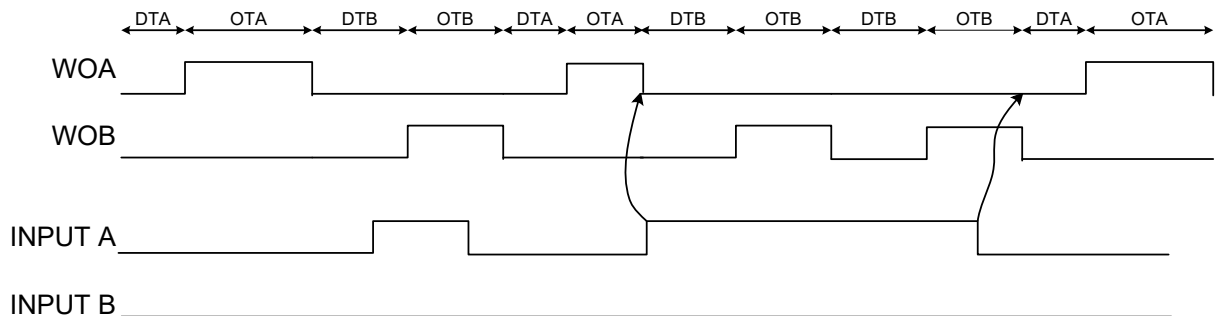 DTA OTA DTB OTB DTA OTA DTB OTB DTB OTB DTA OTA
WOA
WOB
INPUT A
INPUT B